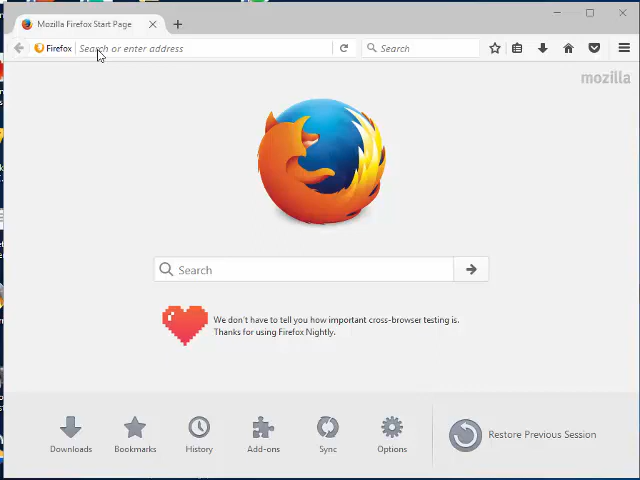 Mozilla Firefox Start Page
Firefox Search or enter address Search
mozilla
Search
We don't have to tell you how important cross-browser testing is.
Thanks for using Firefox Nightly.
Downloads Bookmarks History Add-ons Sync Options Restore Previous Session